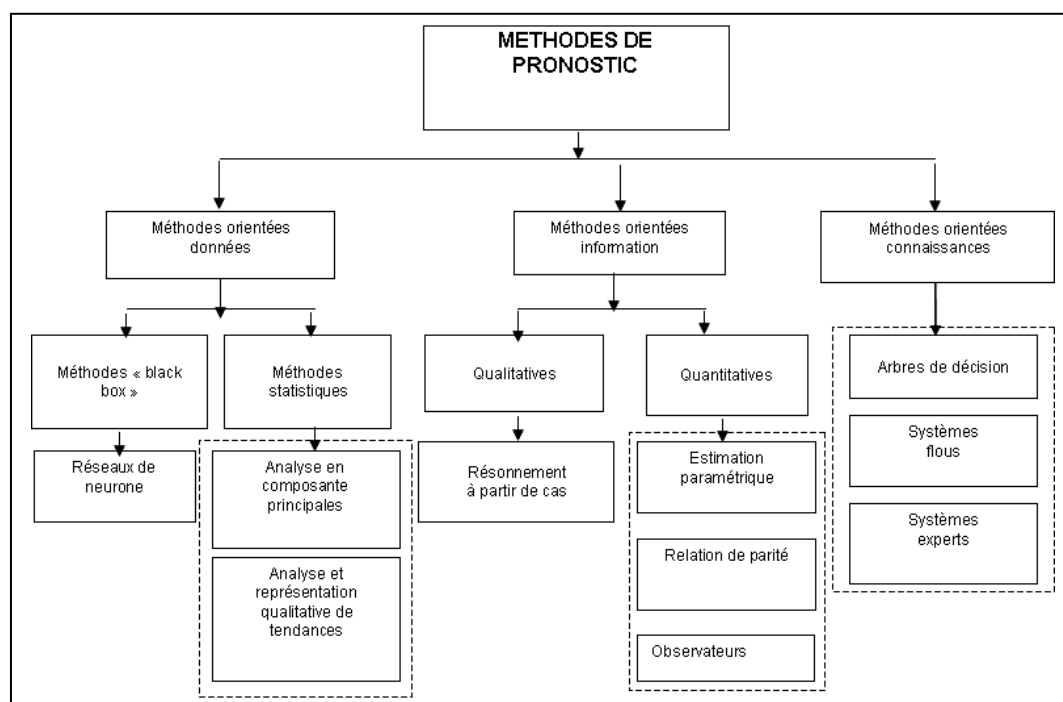 METHODES DE
PRONOSTIC
Méthodes orientées
données
Méthodes orientées
information
Méthodes orientées
connaissances
Méthodes « black
box »
Méthodes
statistiques
Qualitatives
Quantitatives
Arbres de décision
Systèmes
flous
Systèmes
experts
Réseaux de
neurone
Analyse en
composante
principales
Analyse et
représentation
qualitative de
tendances
Résonnement
à partir de cas
Estimation
paramétrique
Relation de parité
Observateurs